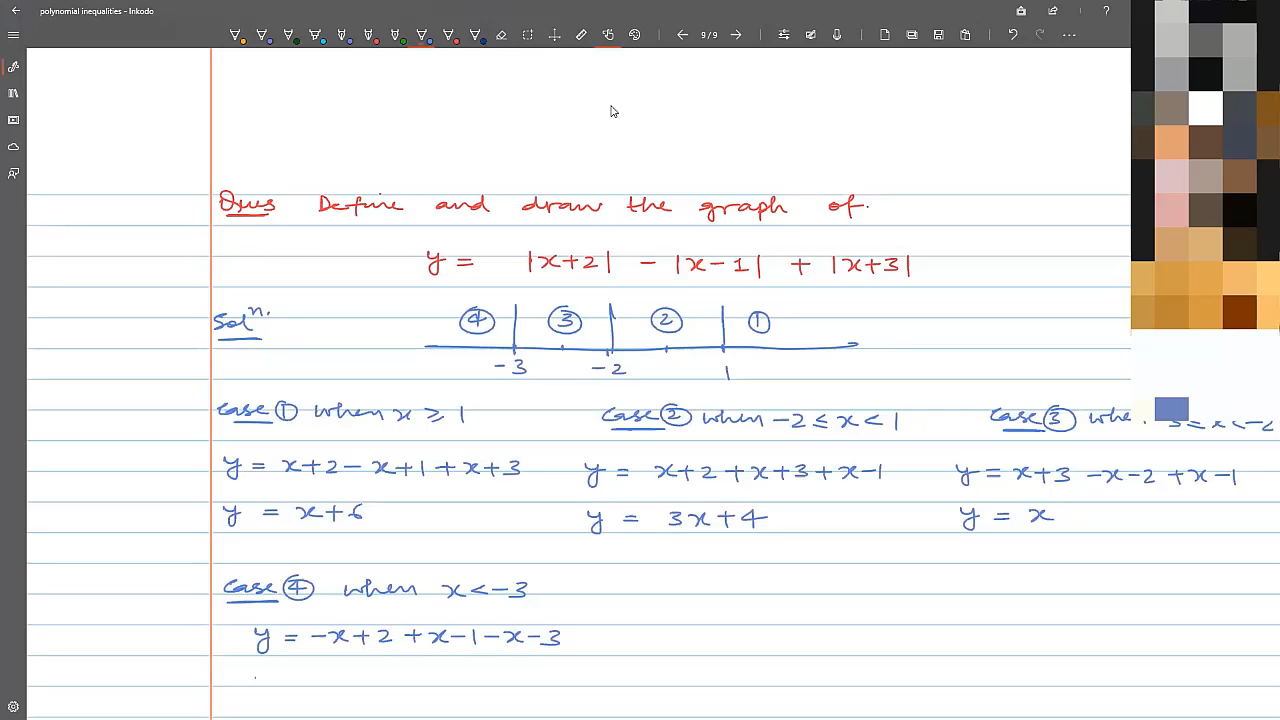 polynomial inequalities - Inkodo
9/9
Ques Define and draw the graph of.
y = |x+2| - |x-1| + |x+3|
Solⁿ.
④ ③ ② ①
-3 -2 1
Case ① when x ≥ 1
y = x+2-x+1+x+3
y = x+6
Case ② when -2 ≤ x < 1
y = x+2+x+3+x-1
y = 3x+4
Case ③
y = x+3 -x-2 +x-1
y = x
Case ④ when x < -3
y = -x+2 +x-1-x-3